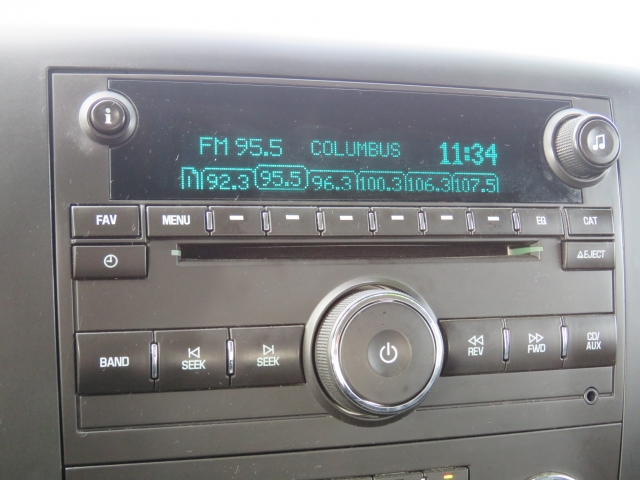 i
FM 95.5 COLUMBUS 11:34
92.3 95.5 96.3 100.3 106.3 107.5
FAV MENU EQ CAT
EJECT
BAND SEEK SEEK REV FWD CD/AUX